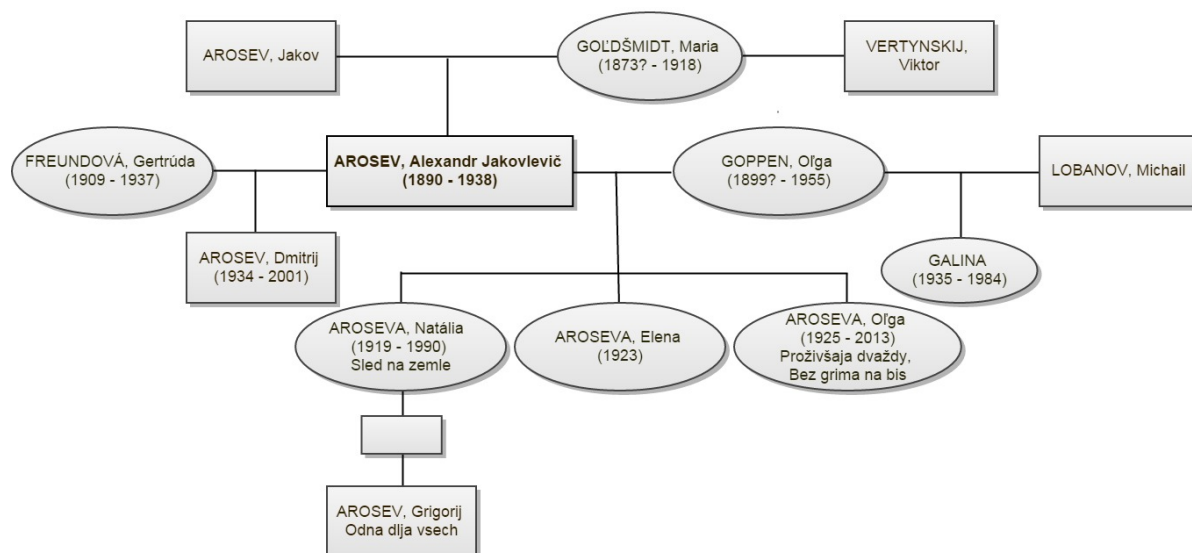 AROSEV, Jakov
GOĽDŠMIDT, Maria
(1873? - 1918)
VERTYNSKIJ,
Viktor
FREUNDOVÁ, Gertrúda
(1909 - 1937)
AROSEV, Alexandr Jakovlevič
(1890 - 1938)
GOPPEN, Oľga
(1899? - 1955)
LOBANOV, Michail
AROSEV, Dmitrij
(1934 - 2001)
GALINA
(1935 - 1984)
AROSEVA, Natália
(1919 - 1990)
Sled na zemle
AROSEVA, Elena
(1923)
AROSEVA, Oľga
(1925 - 2013)
Proživšaja dvaždy,
Bez grima na bis
AROSEV, Grigorij
Odna dlja vsech